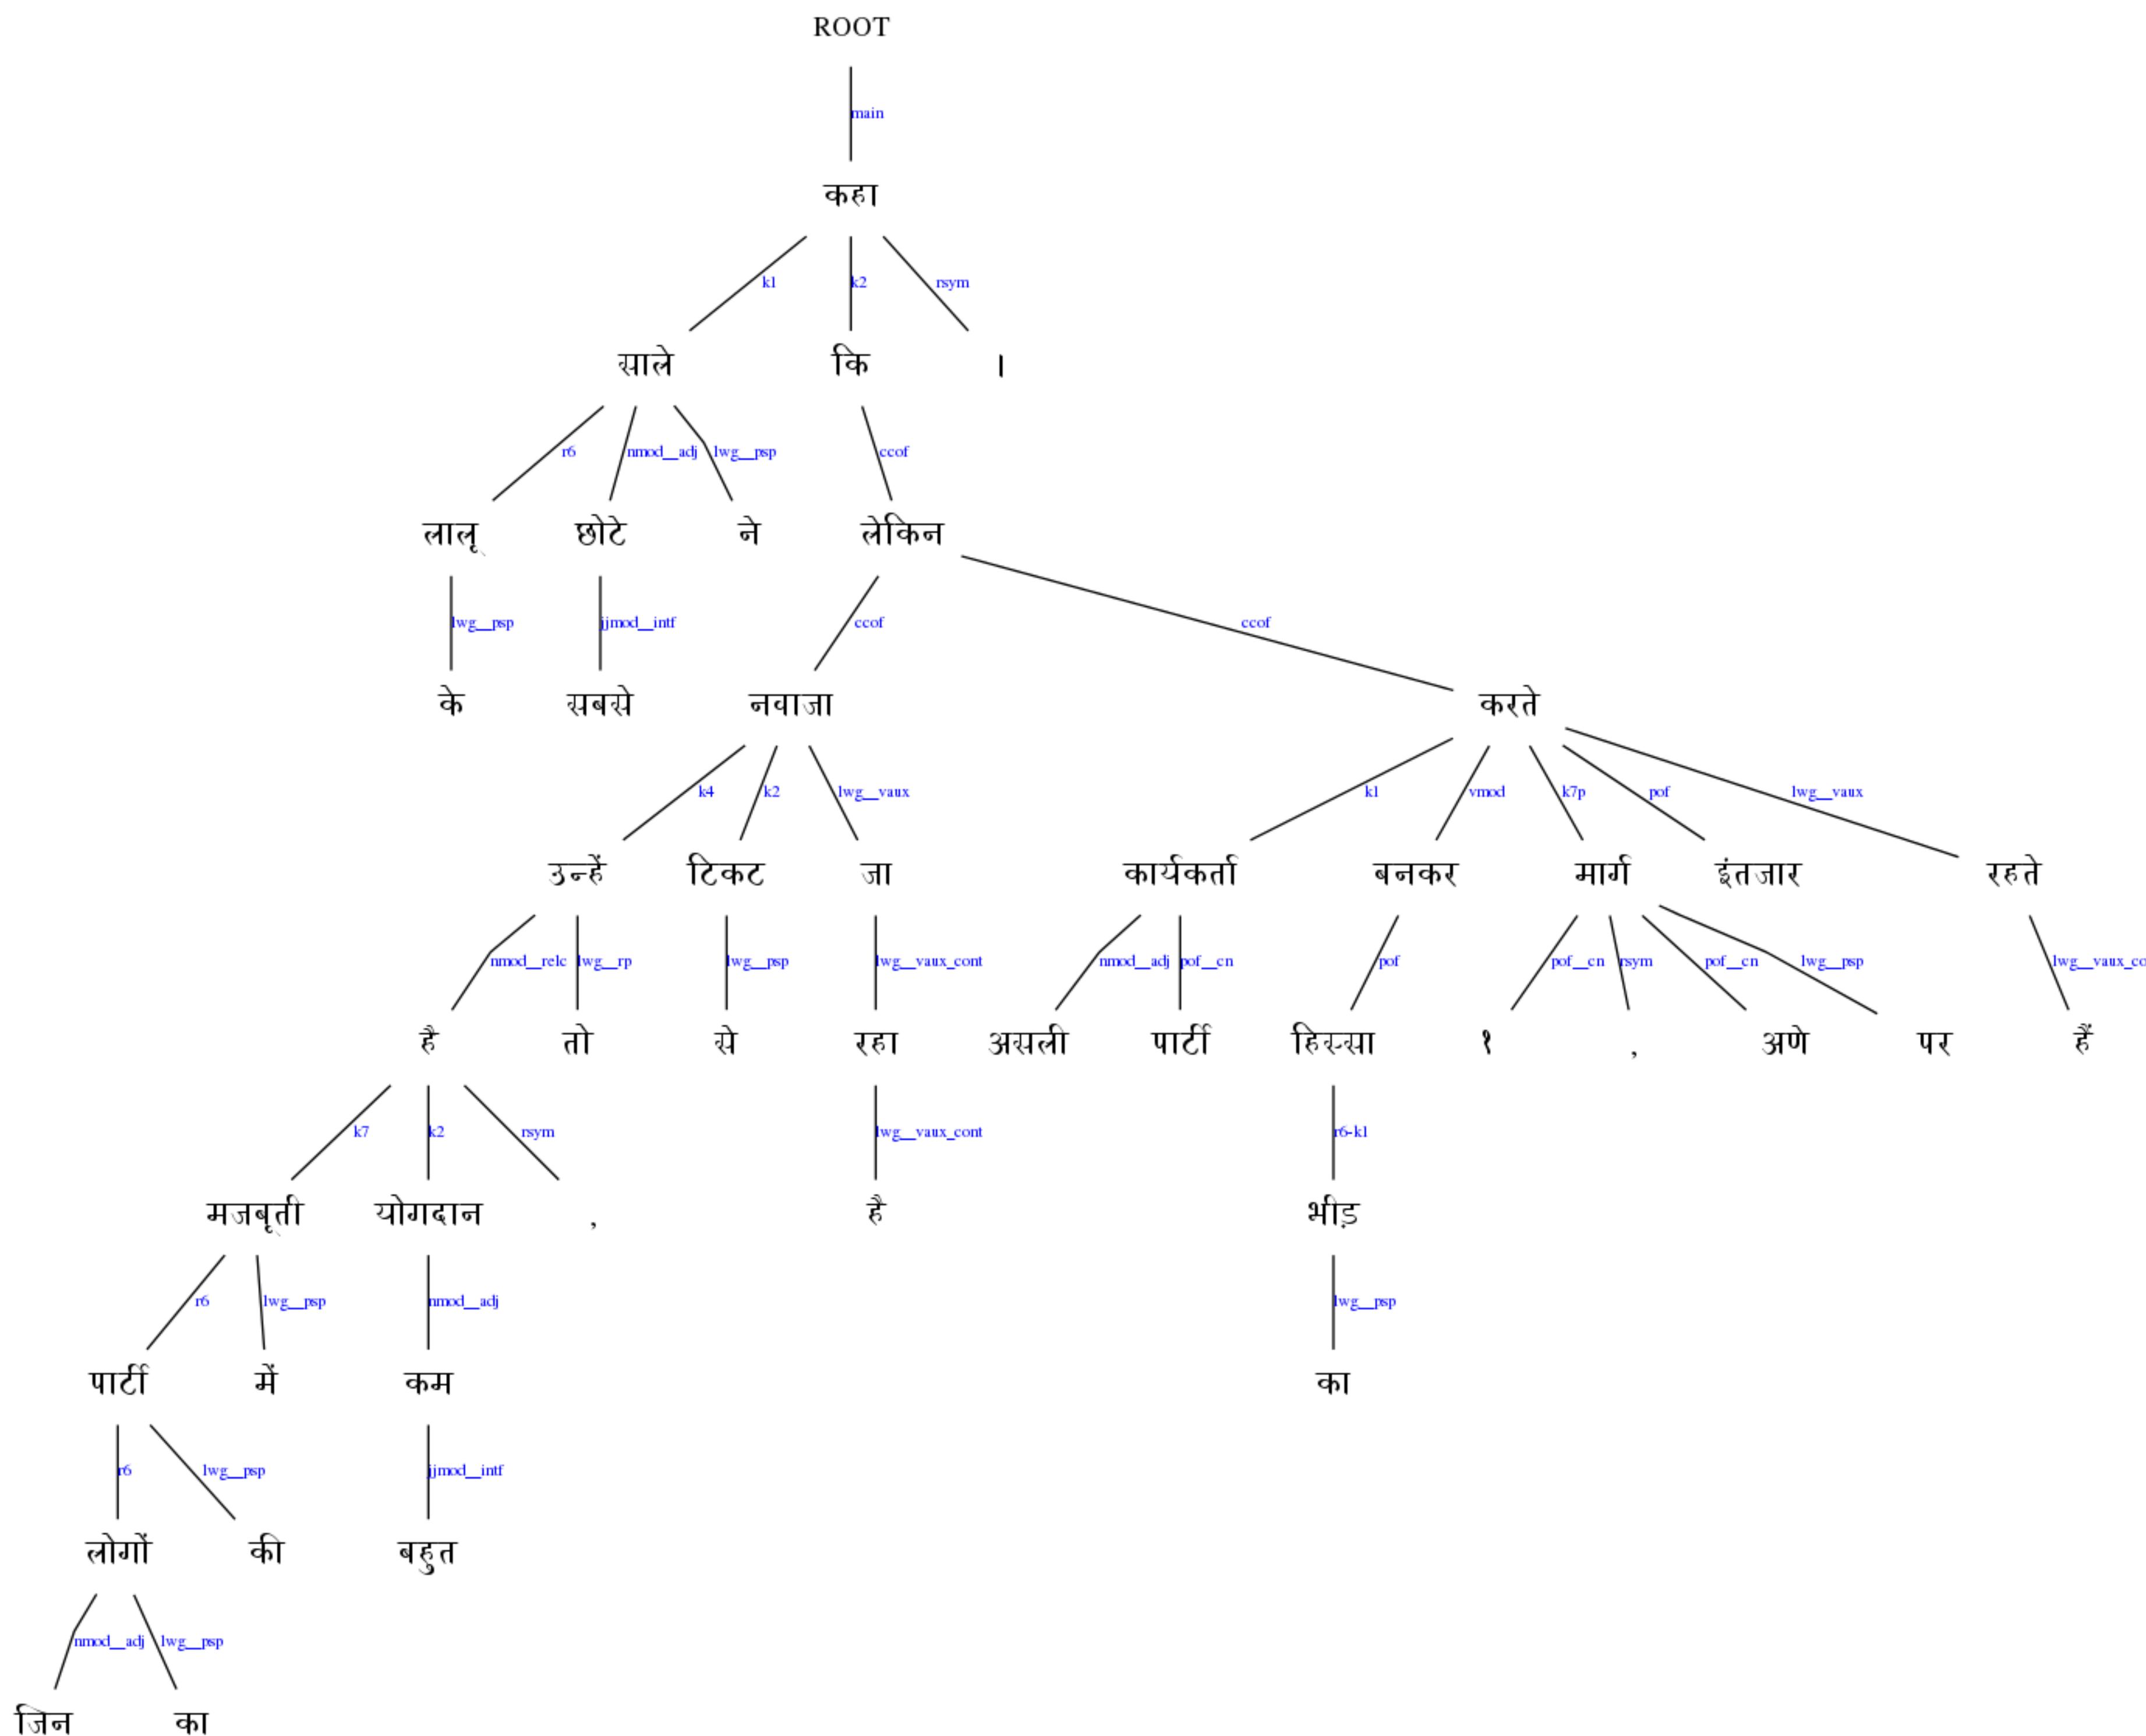 ROOT
main
कहा
k1 k2 rsym
साले कि ।
r6 nmod__adj lwg__psp ccof
लालू छोटे ने लेकिन
lwg__psp jjmod__intf ccof ccof
के सबसे नवाजा करते
k4 k2 lwg__vaux k1 vmod k7p pof lwg__vaux
उन्हें टिकट जा कार्यकर्ता बनकर मार्ग इंतजार रहते
nmod__relc lwg__rp lwg__psp lwg__vaux_cont nmod__adj pof__cn pof pof__cn rsym pof__cn lwg__psp lwg__vaux_co
है तो से रहा असली पार्टी हिस्सा १ , अणे पर हैं
k7 k2 rsym lwg__vaux_cont r6-k1
मजबूती योगदान , है भीड़
r6 lwg__psp nmod__adj lwg__psp
पार्टी में कम का
r6 lwg__psp jjmod__intf
लोगों की बहुत
nmod__adj lwg__psp
जिन का